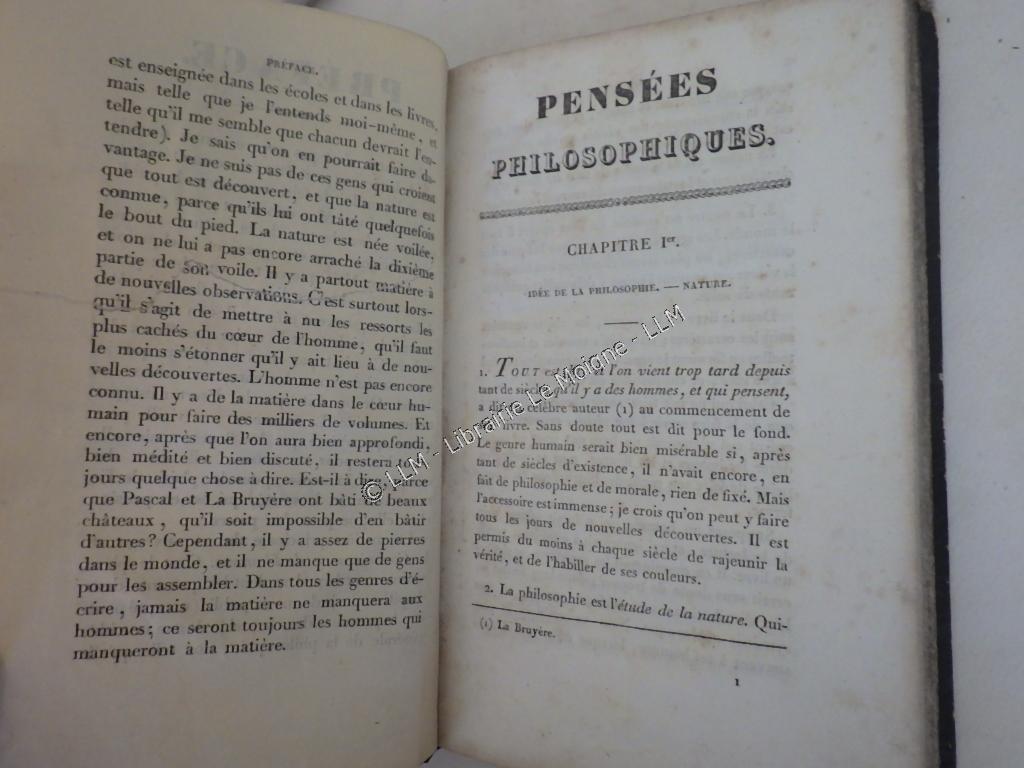 PRÉFACE.
est enseignée dans les écoles et dans les livres,
mais telle que je l'entends moi-même, et
telle qu'il me semble que chacun devrait l'en-
tendre). Je sais qu'on en pourrait faire da-
vantage. Je ne suis pas de ces gens qui croient
que tout est découvert, et que la nature est
connue, parce qu'ils lui ont tâté quelquefois
le bout du pied. La nature est née voilée,
et on ne lui a pas encore arraché la dixième
partie de son voile. Il y a partout matière à
de nouvelles observations. C'est surtout lors-
qu'il s'agit de mettre à nu les ressorts les
plus cachés du cœur de l'homme, qu'il faut
le moins s'étonner qu'il y ait lieu à de nou-
velles découvertes. L'homme n'est pas encore
connu. Il y a de la matière dans le cœur hu-
main pour faire des milliers de volumes. Et
encore, après que l'on aura bien approfondi,
bien médité et bien discuté, il restera
jours quelque chose à dire. Est-il à dire, parce
que Pascal et La Bruyère ont bâti de beaux
châteaux, qu'il soit impossible d'en bâtir
d'autres? Cependant, il y a assez de pierres
dans le monde, et il ne manque que de gens
pour les assembler. Dans tous les genres d'é-
crire, jamais la matière ne manquera aux
hommes; ce seront toujours les hommes qui
manqueront à la matière.
PENSÉES
PHILOSOPHIQUES.
CHAPITRE Ier.
IDÉE DE LA PHILOSOPHIE. — NATURE.
1. TOUT est l'on vient trop tard depuis
tant de siècles qu'il y a des hommes, et qui pensent,
a dit célèbre auteur (1) au commencement de
livre. Sans doute tout est dit pour le fond.
Le genre humain serait bien misérable si, après
tant de siècles d'existence, il n'avait encore, en
fait de philosophie et de morale, rien de fixé. Mais
l'accessoire est immense; je crois qu'on peut y faire
tous les jours de nouvelles découvertes. Il est
permis du moins à chaque siècle de rajeunir la
vérité, et de l'habiller de ses couleurs.
2. La philosophie est l'étude de la nature. Qui-
(1) La Bruyère.
1
© LLM - Librairie Le Moigne - LLM